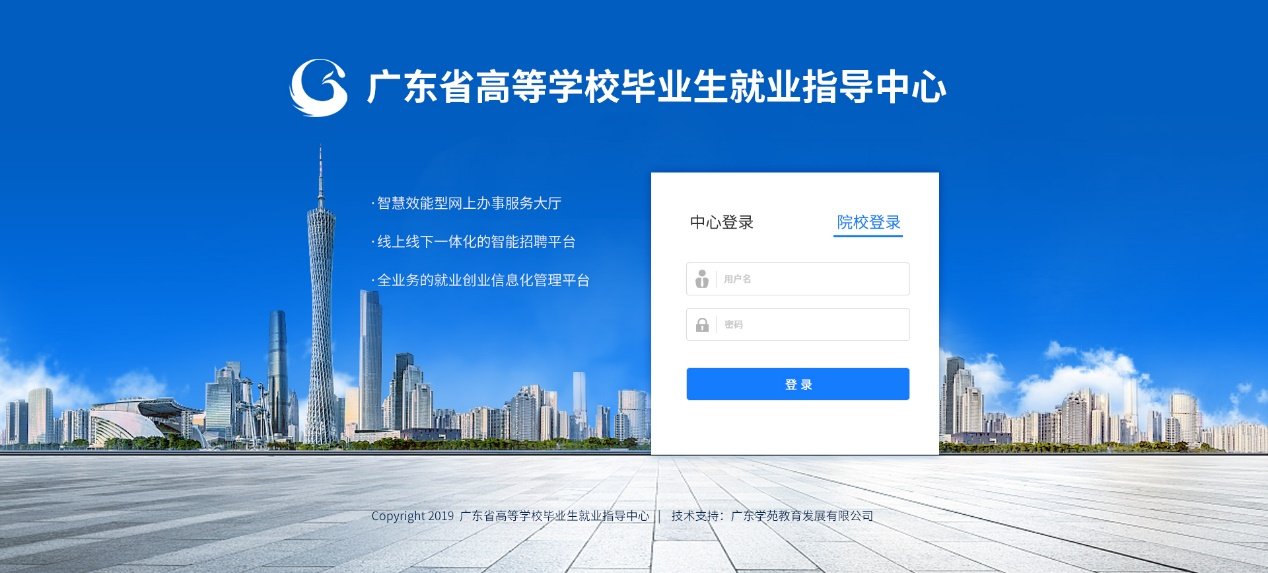 广东省高等学校毕业生就业指导中心
·智慧效能型网上办事服务大厅
·线上线下一体化的智能招聘平台
·全业务的就业创业信息化管理平台
中心登录 院校登录
用户名
密码
登 录
Copyright 2019 广东省高等学校毕业生就业指导中心 || 技术支持：广东学苑教育发展有限公司